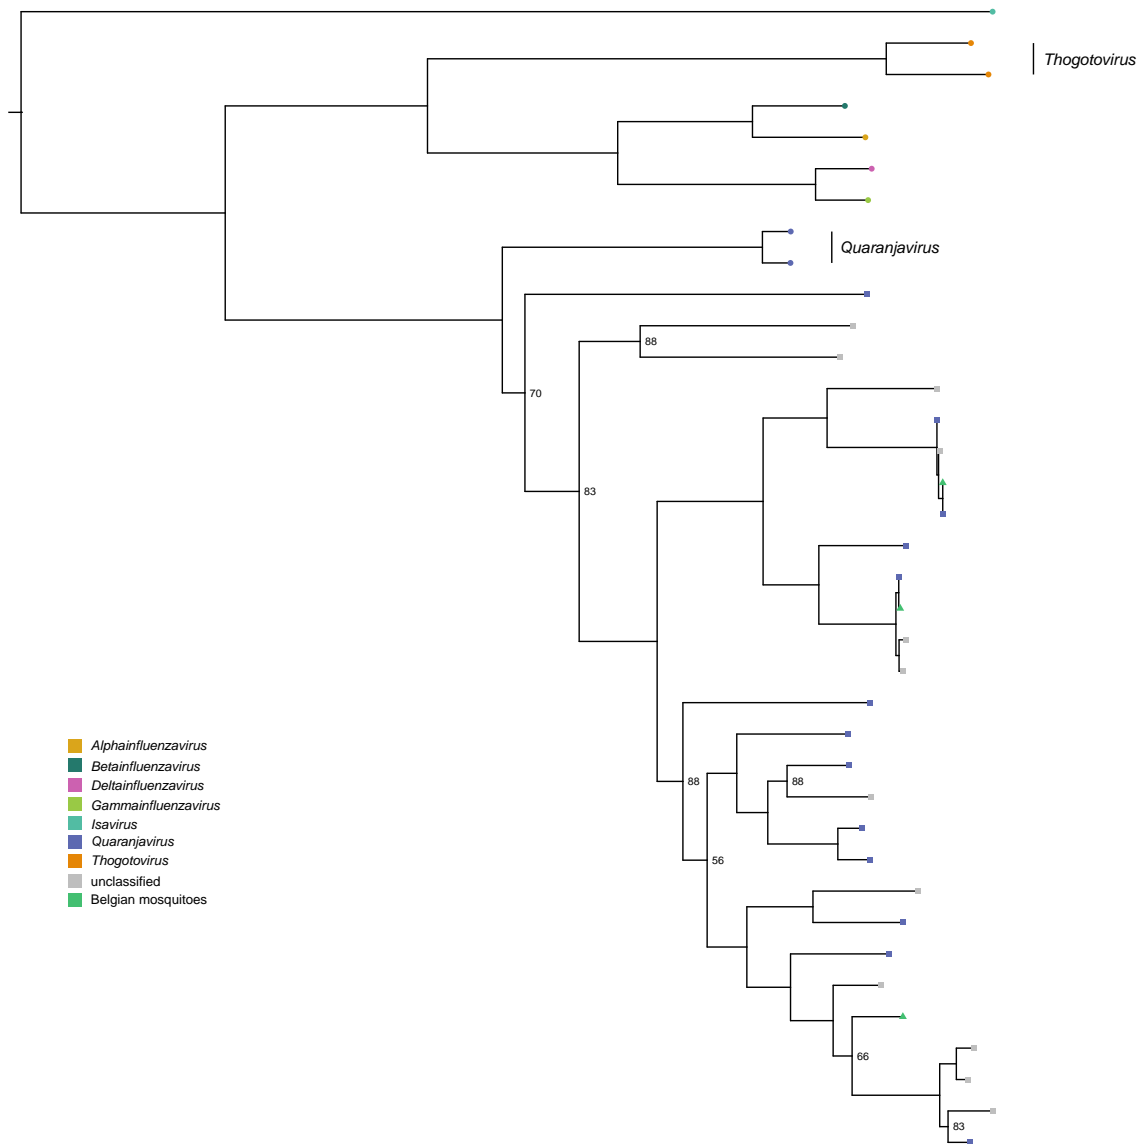 Thogotovirus
Quaranjavirus
88
70
83
88
88
56
66
83
Alphainfluenzavirus
Betainfluenzavirus
Deltainfluenzavirus
Gammainfluenzavirus
Isavirus
Quaranjavirus
Thogotovirus
unclassified
Belgian mosquitoes